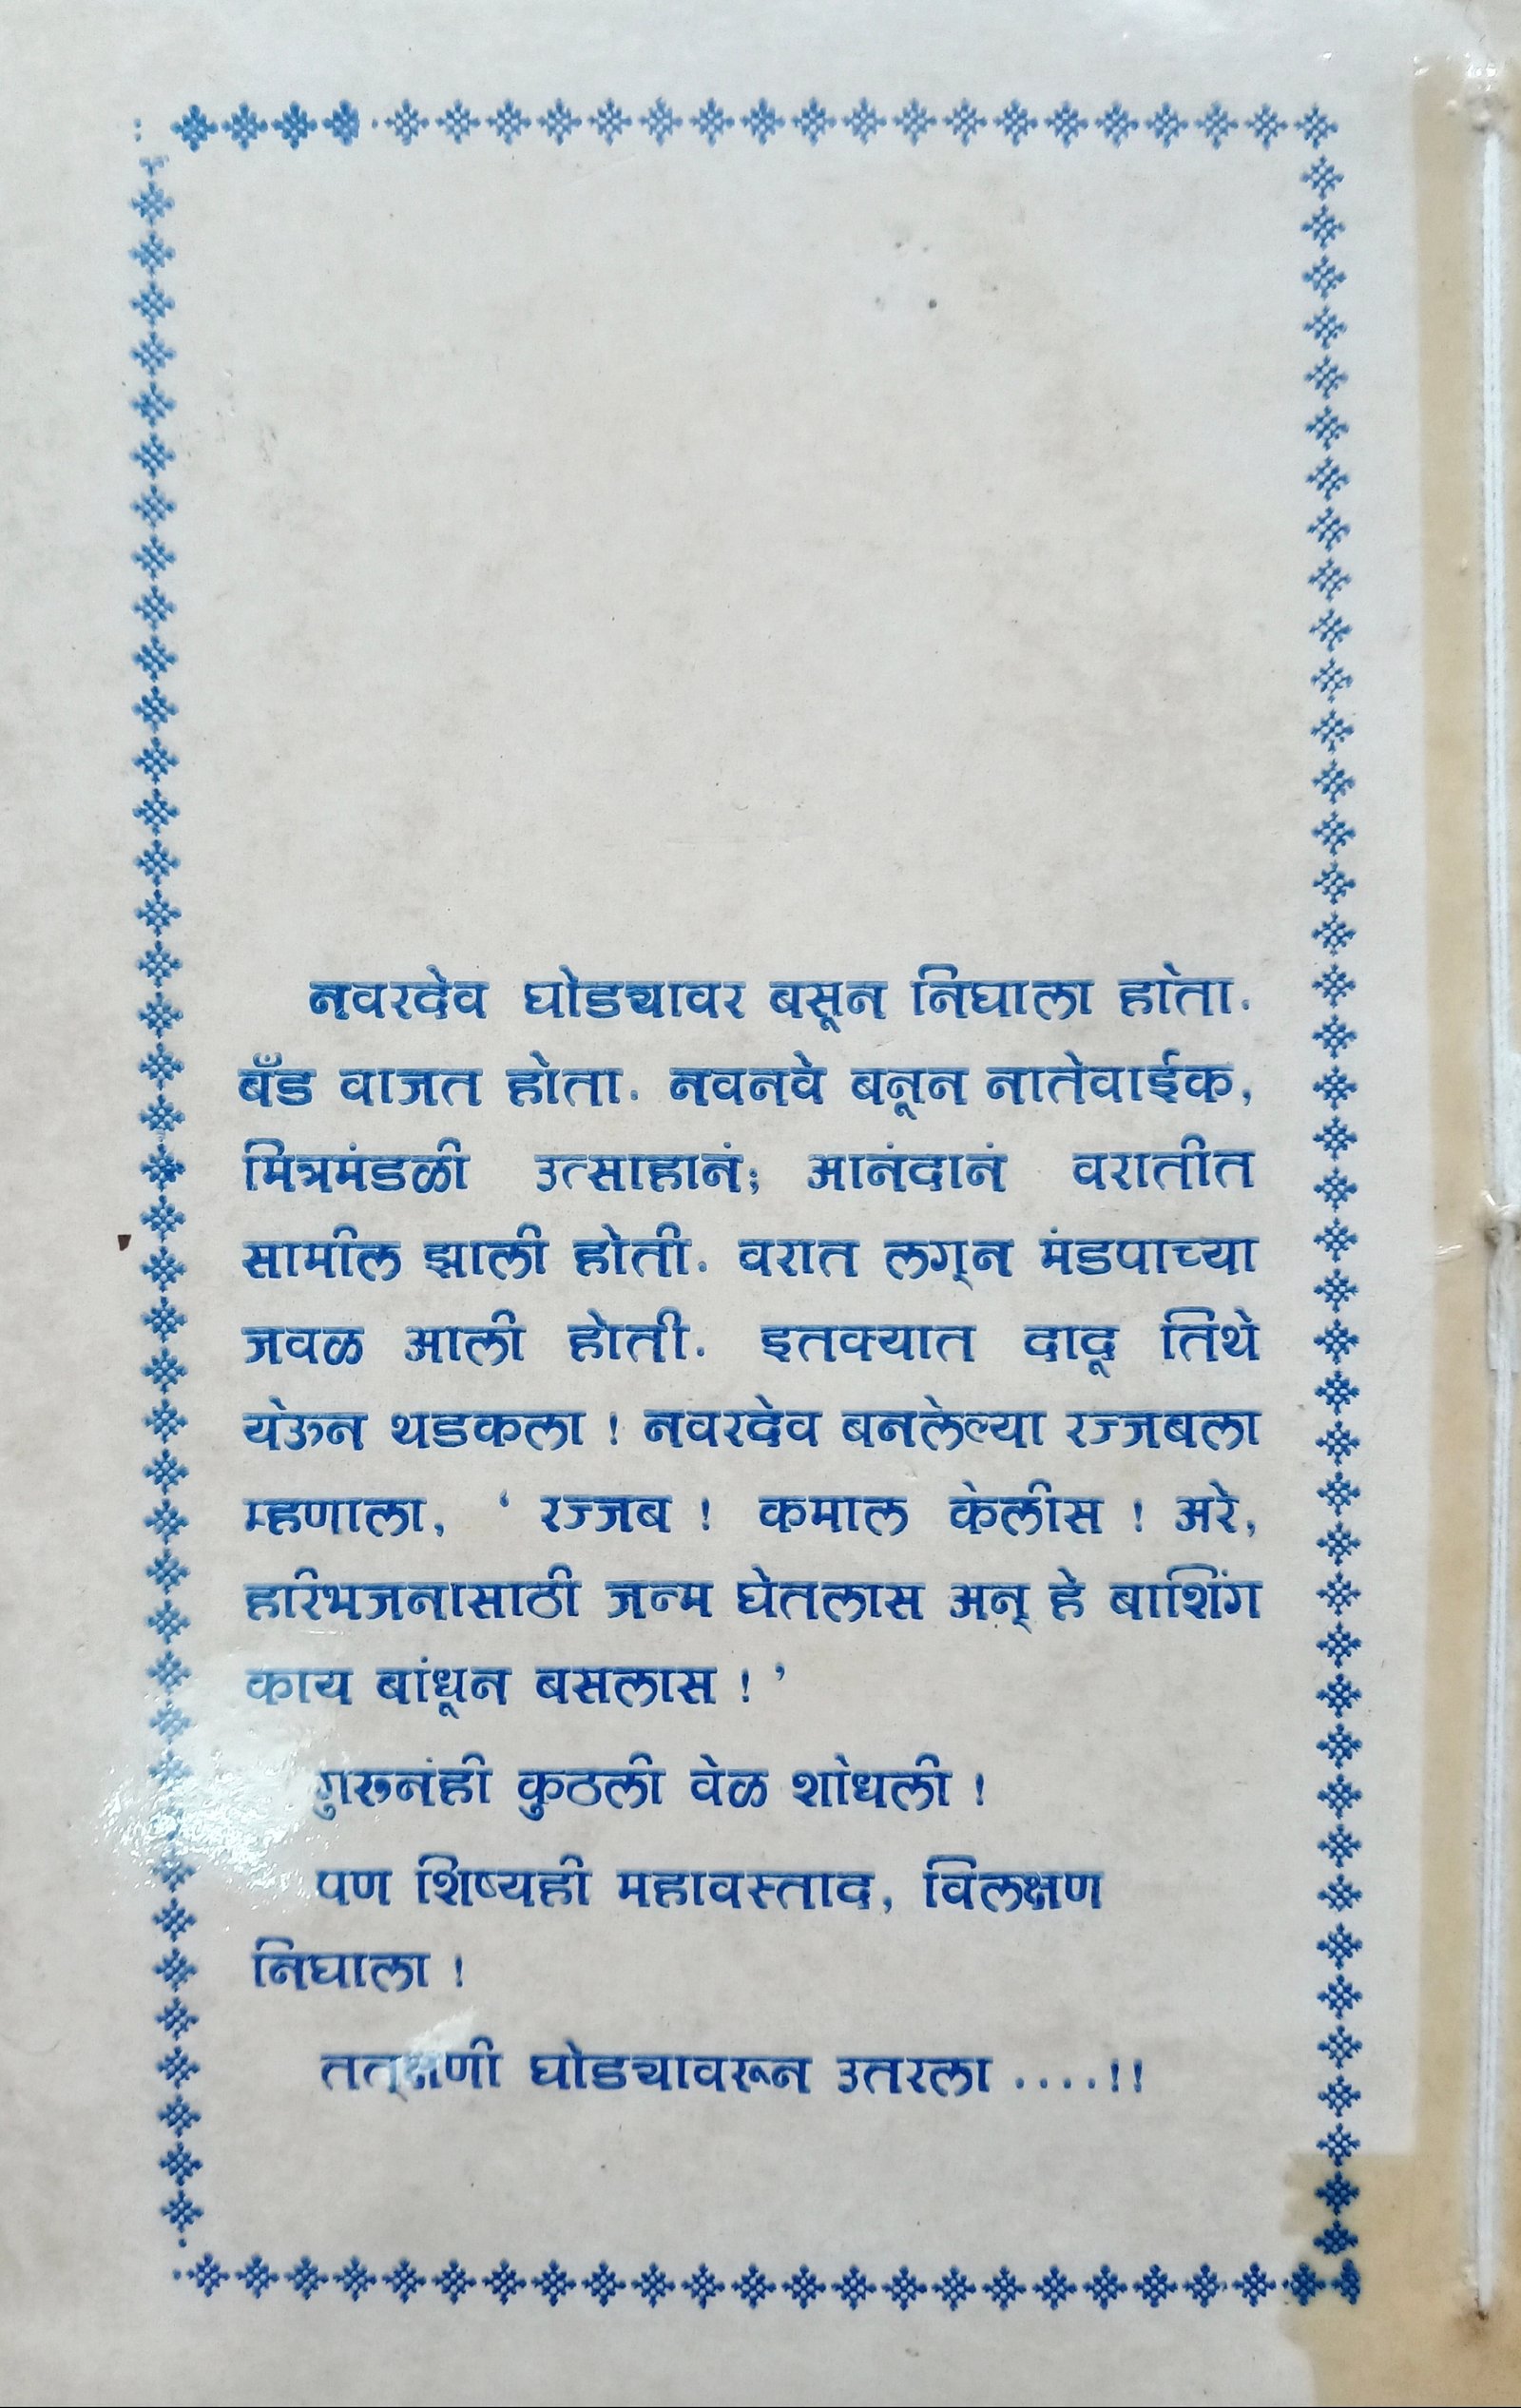 नवरदेव घोड्यावर बसून निघाला होता.
बँड वाजत होता. नवनवे बनून नातेवाईक,
मित्रमंडळी उत्साहानं; आनंदानं वरातीत
सामील झाली होती. वरात लग्‌न मंडपाच्या
जवळ आली होती. इतक्यात दादू तिथे
येऊन थडकला ! नवरदेव बनलेल्या रज्जबला
म्हणाला, ‘ रज्जब ! कमाल केलीस ! अरे,
हरिभजनासाठी जन्म घेतलास अन् हे बाशिंग
काय बांधून बसलास ! ’
गुरुनंही कुठली वेळ शोधली !
पण शिष्यही महावस्ताद, विलक्षण
निघाला !
तत्‌क्षणी घोड्यावरून उतरला ....!!